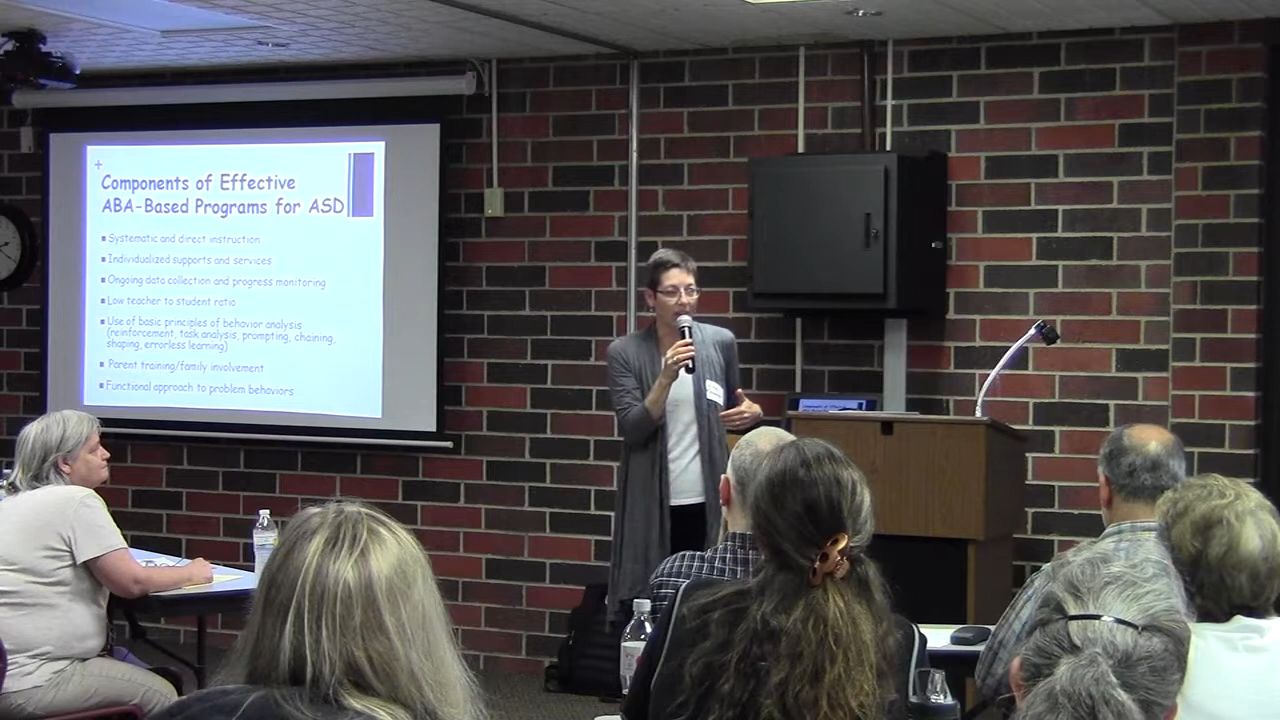 +
Components of Effective
ABA-Based Programs for ASD
■ Systematic and direct instruction
■ Individualized supports and services
■ Ongoing data collection and progress monitoring
■ Low teacher to student ratio
■ Use of basic principles of behavior analysis
(reinforcement, task analysis, prompting, chaining,
shaping, errorless learning)
■ Parent training/family involvement
■ Functional approach to problem behaviors